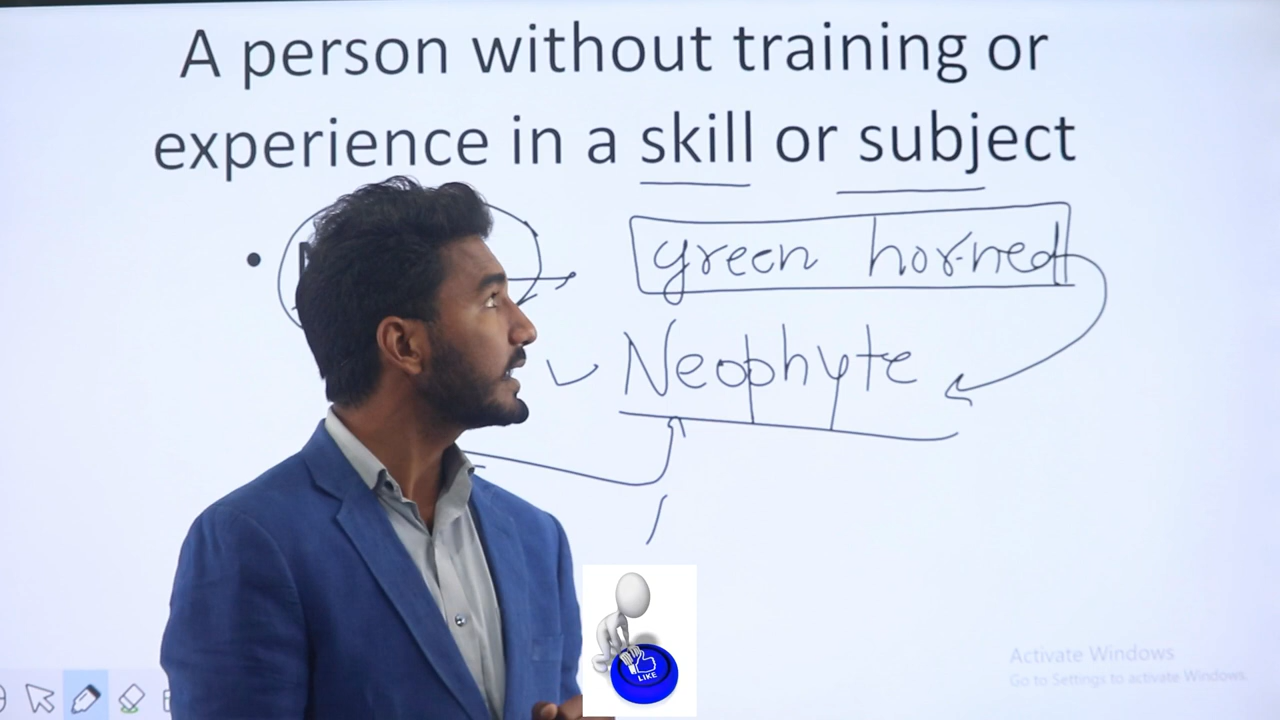 A person without training or
experience in a skill or subject
green horned
Neophyte
LIKE
Activate Windows
Go to Settings to activate Windows.